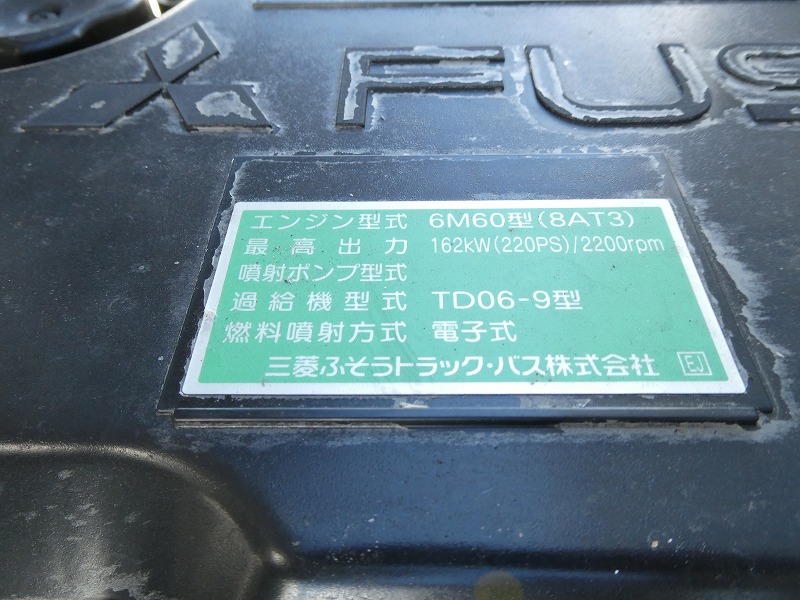 FUS
エンジン型式 6M60型(8AT3)
最高出力 162kW(220PS)/2200rpm
噴射ポンプ型式
過給機型式 TD06-9型
燃料噴射方式 電子式
三菱ふそうトラック・バス株式会社 EJ